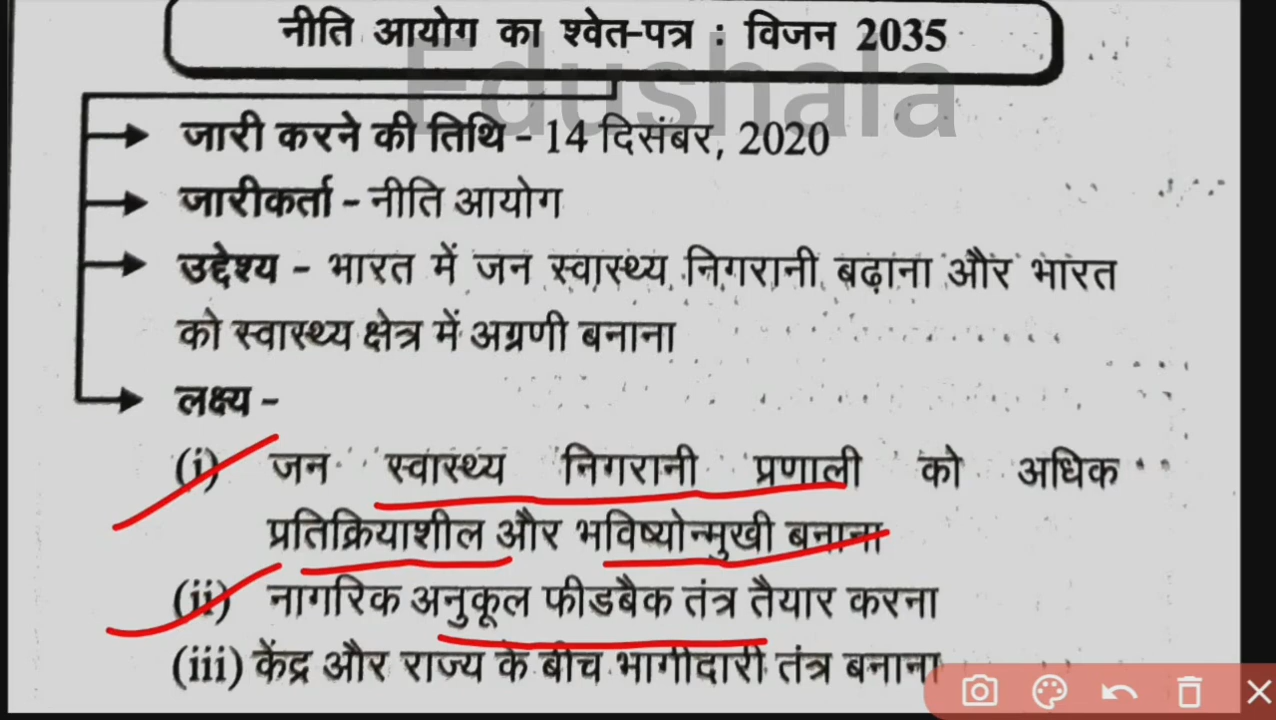 नीति आयोग का श्वेत-पत्र : विजन 2035
Edushala
जारी करने की तिथि - 14 दिसंबर, 2020
जारीकर्ता - नीति आयोग
उद्देश्य - भारत में जन स्वास्थ्य निगरानी बढ़ाना और भारत
को स्वास्थ्य क्षेत्र में अग्रणी बनाना
लक्ष्य -
(i) जन स्वास्थ्य निगरानी प्रणाली को अधिक
प्रतिक्रियाशील और भविष्योन्मुखी बनाना
(ii) नागरिक अनुकूल फीडबैक तंत्र तैयार करना
(iii) केंद्र और राज्य के बीच भागीदारी तंत्र बनाना